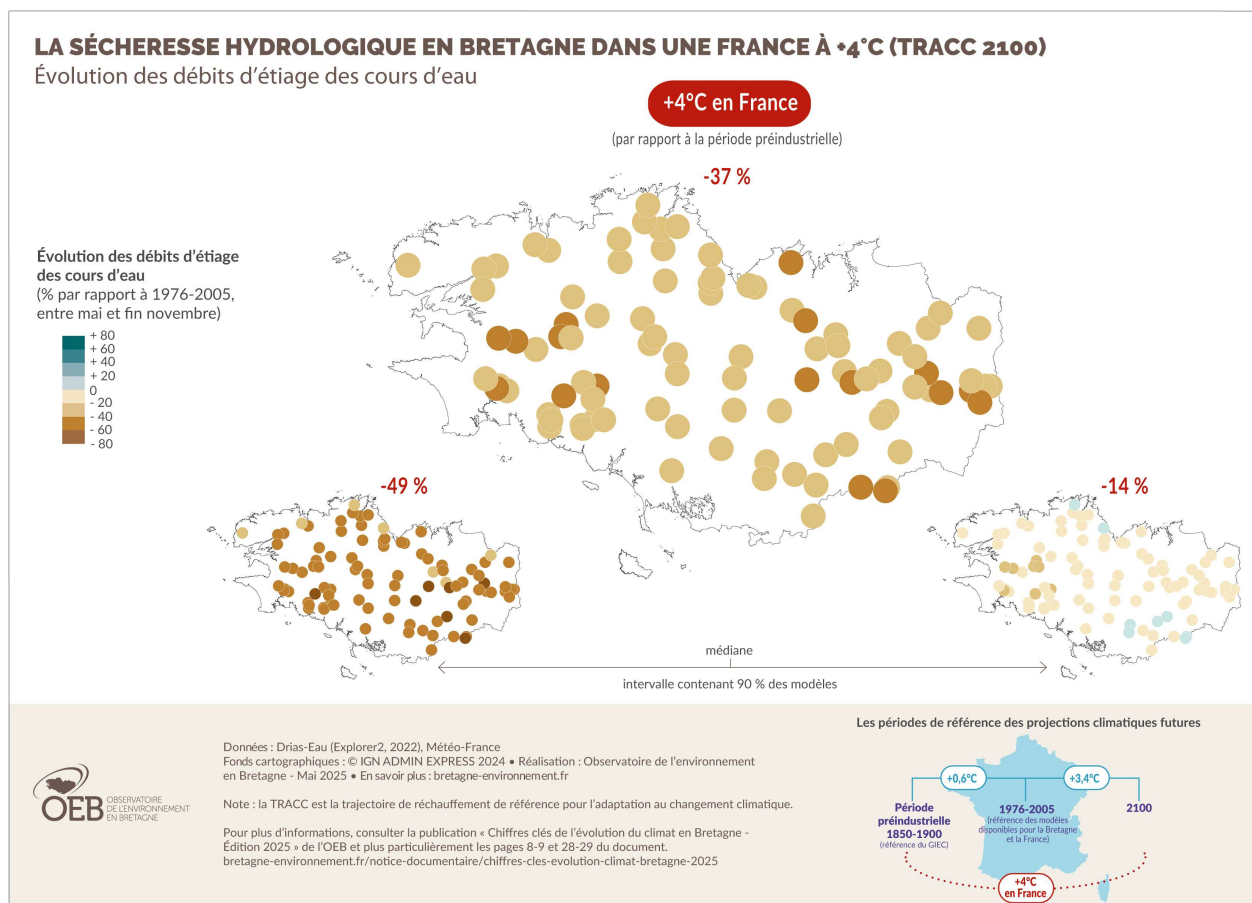 LA SÉCHERESSE HYDROLOGIQUE EN BRETAGNE DANS UNE FRANCE À +4°C (TRACC 2100)
Évolution des débits d'étiage des cours d'eau
+4°C en France
(par rapport à la période préindustrielle)
-37 %
Évolution des débits d'étiage
des cours d'eau
(% par rapport à 1976-2005,
entre mai et fin novembre)
+ 80
+ 60
+ 40
+ 20
0
- 20
- 40
- 60
- 80
-49 %
-14 %
médiane
intervalle contenant 90 % des modèles
OEB
OBSERVATOIRE
DE L'ENVIRONNEMENT
EN BRETAGNE
Données : Drias-Eau (Explorer2, 2022), Météo-France
Fonds cartographiques : © IGN ADMIN EXPRESS 2024 • Réalisation : Observatoire de l'environnement
en Bretagne - Mai 2025 • En savoir plus : bretagne-environnement.fr
Note : la TRACC est la trajectoire de réchauffement de référence pour l'adaptation au changement climatique.
Pour plus d'informations, consulter la publication « Chiffres clés de l'évolution du climat en Bretagne -
Édition 2025 » de l'OEB et plus particulièrement les pages 8-9 et 28-29 du document.
bretagne-environnement.fr/notice-documentaire/chiffres-cles-evolution-climat-bretagne-2025
Les périodes de référence des projections climatiques futures
+0,6°C
+3,4°C
Période
préindustrielle
1850-1900
(référence du GIEC)
1976-2005
(référence des modèles
disponibles pour la Bretagne
et la France)
2100
+4°C
en France